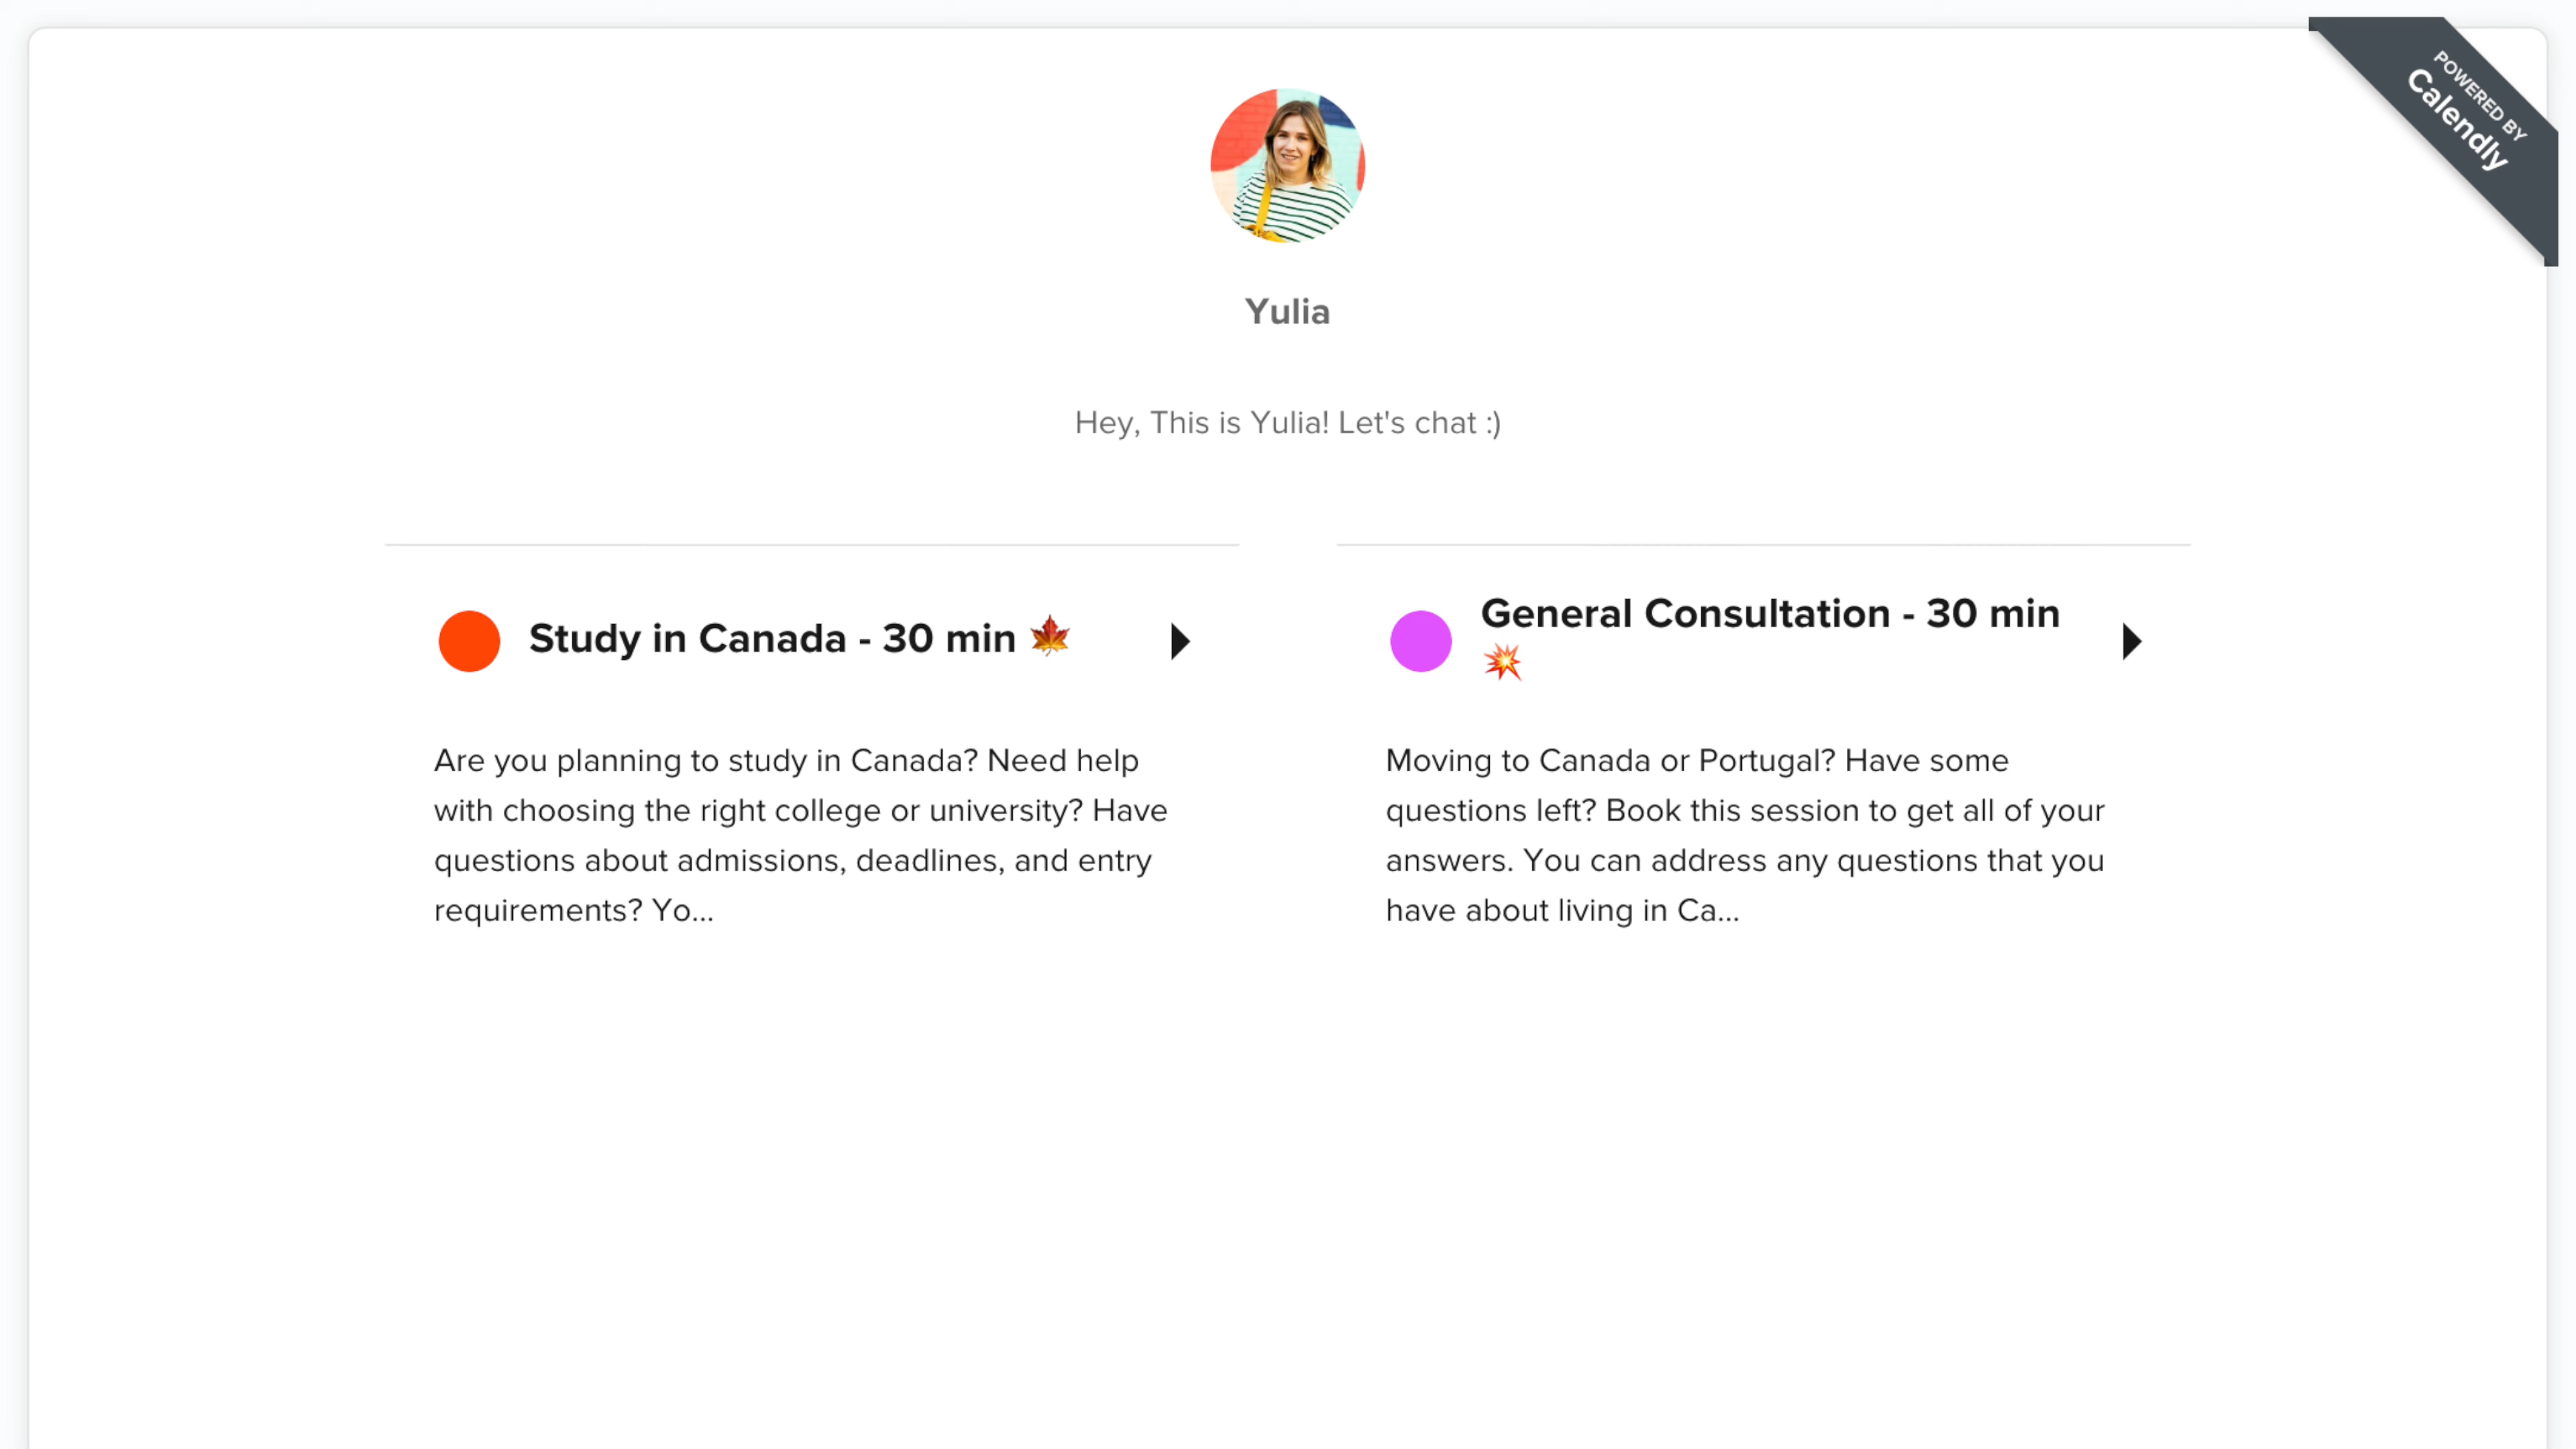 POWERED BY
Calendly
Yulia
Hey, This is Yulia! Let's chat :)
Study in Canada - 30 min 🍁
Are you planning to study in Canada? Need help
with choosing the right college or university? Have
questions about admissions, deadlines, and entry
requirements? Yo...
General Consultation - 30 min
💥
Moving to Canada or Portugal? Have some
questions left? Book this session to get all of your
answers. You can address any questions that you
have about living in Ca...